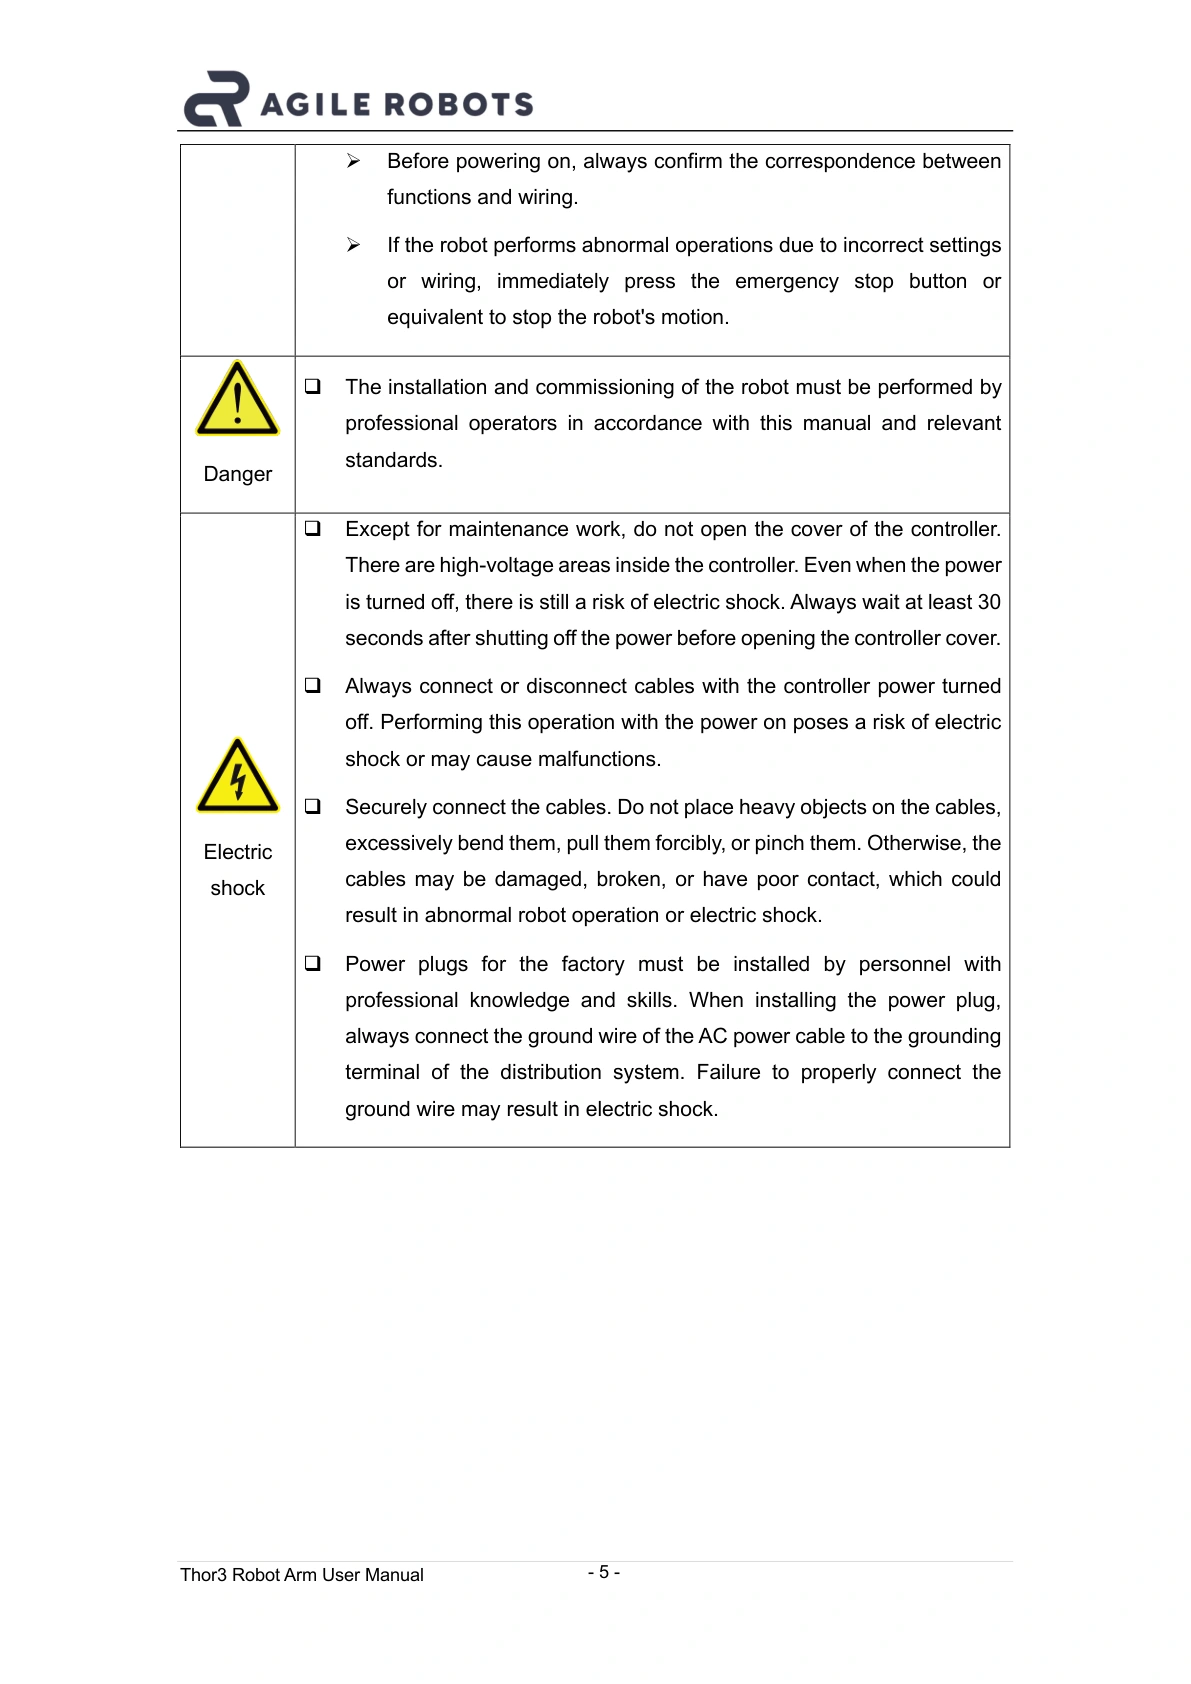 AGILE ROBOTS
➢ Before powering on, always confirm the correspondence between
functions and wiring.
➢ If the robot performs abnormal operations due to incorrect settings
or wiring, immediately press the emergency stop button or
equivalent to stop the robot's motion.
Danger
❑ The installation and commissioning of the robot must be performed by
professional operators in accordance with this manual and relevant
standards.
Electric
shock
❑ Except for maintenance work, do not open the cover of the controller.
There are high-voltage areas inside the controller. Even when the power
is turned off, there is still a risk of electric shock. Always wait at least 30
seconds after shutting off the power before opening the controller cover.
❑ Always connect or disconnect cables with the controller power turned
off. Performing this operation with the power on poses a risk of electric
shock or may cause malfunctions.
❑ Securely connect the cables. Do not place heavy objects on the cables,
excessively bend them, pull them forcibly, or pinch them. Otherwise, the
cables may be damaged, broken, or have poor contact, which could
result in abnormal robot operation or electric shock.
❑ Power plugs for the factory must be installed by personnel with
professional knowledge and skills. When installing the power plug,
always connect the ground wire of the AC power cable to the grounding
terminal of the distribution system. Failure to properly connect the
ground wire may result in electric shock.
Thor3 Robot Arm User Manual
- 5 -